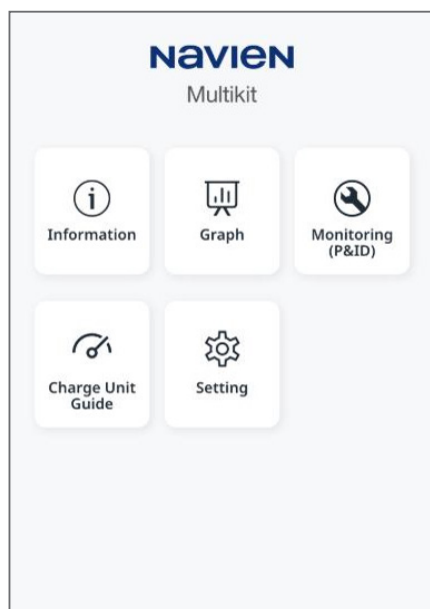 NAVIEN
Multikit
Information
Graph
Monitoring
(P&ID)
Charge Unit
Guide
Setting